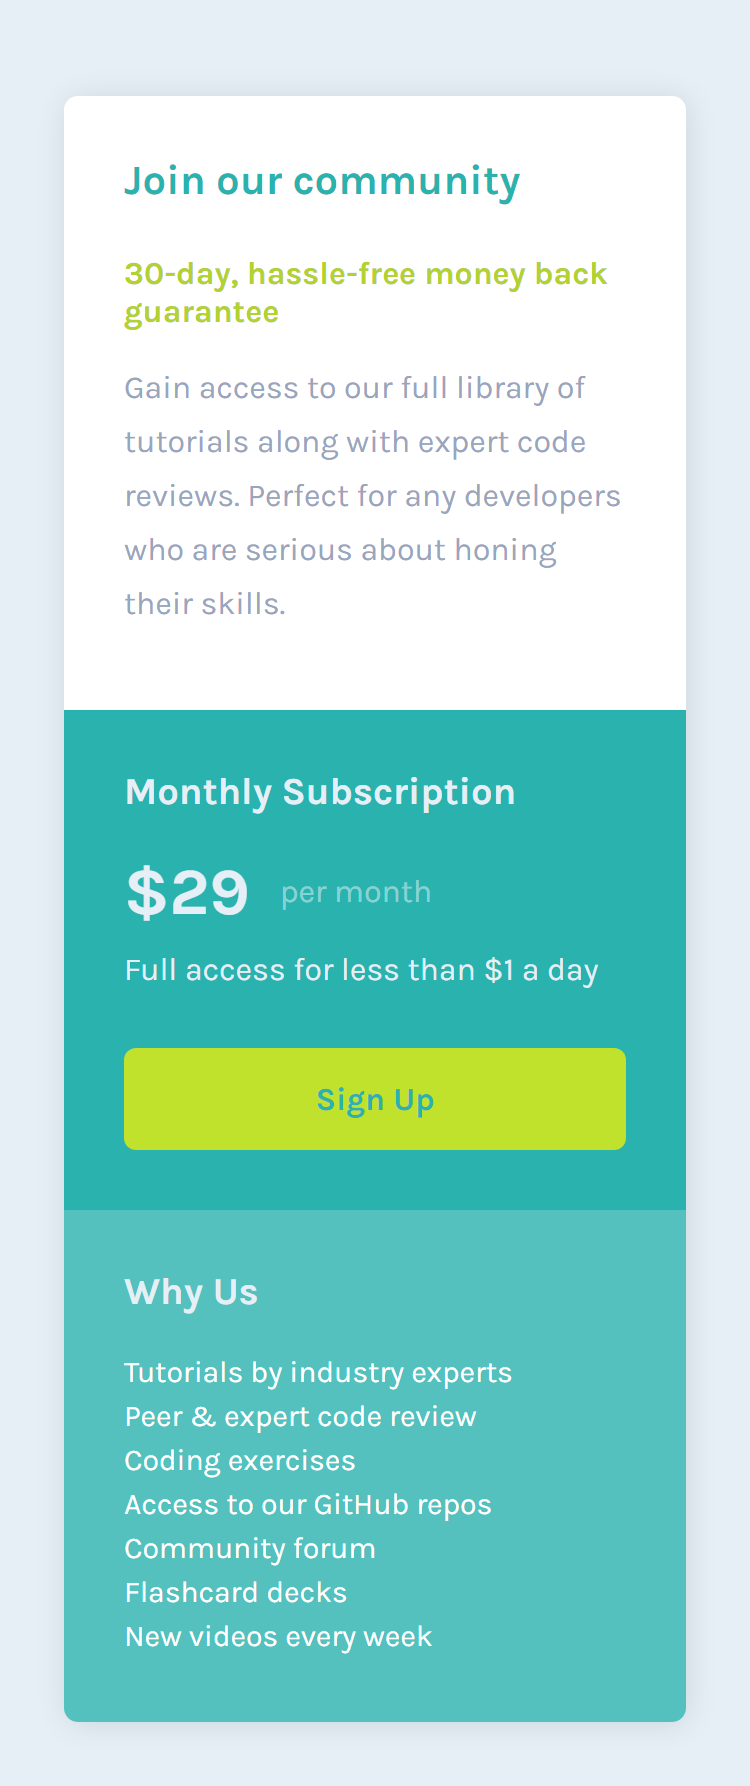 Join our community
30-day, hassle-free money back
guarantee
Gain access to our full library of
tutorials along with expert code
reviews. Perfect for any developers
who are serious about honing
their skills.
Monthly Subscription
$29 per month
Full access for less than $1 a day
Sign Up
Why Us
Tutorials by industry experts
Peer & expert code review
Coding exercises
Access to our GitHub repos
Community forum
Flashcard decks
New videos every week